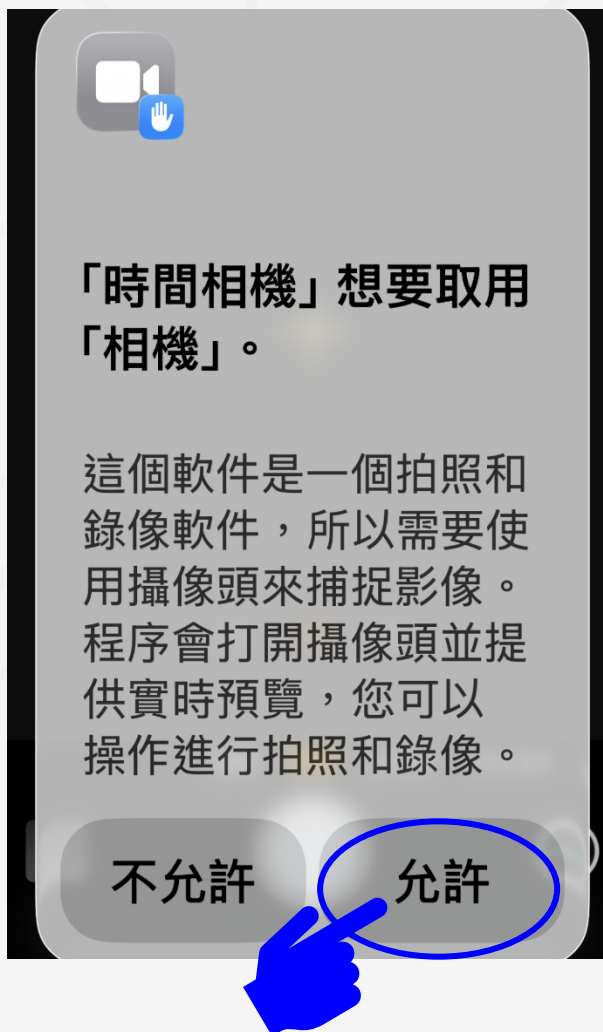 「時間相機」想要取用
「相機」。
這個軟件是一個拍照和
錄像軟件，所以需要使
用攝像頭來捕捉影像。
程序會打開攝像頭並提
供實時預覽，您可以
操作進行拍照和錄像。
不允許
允許